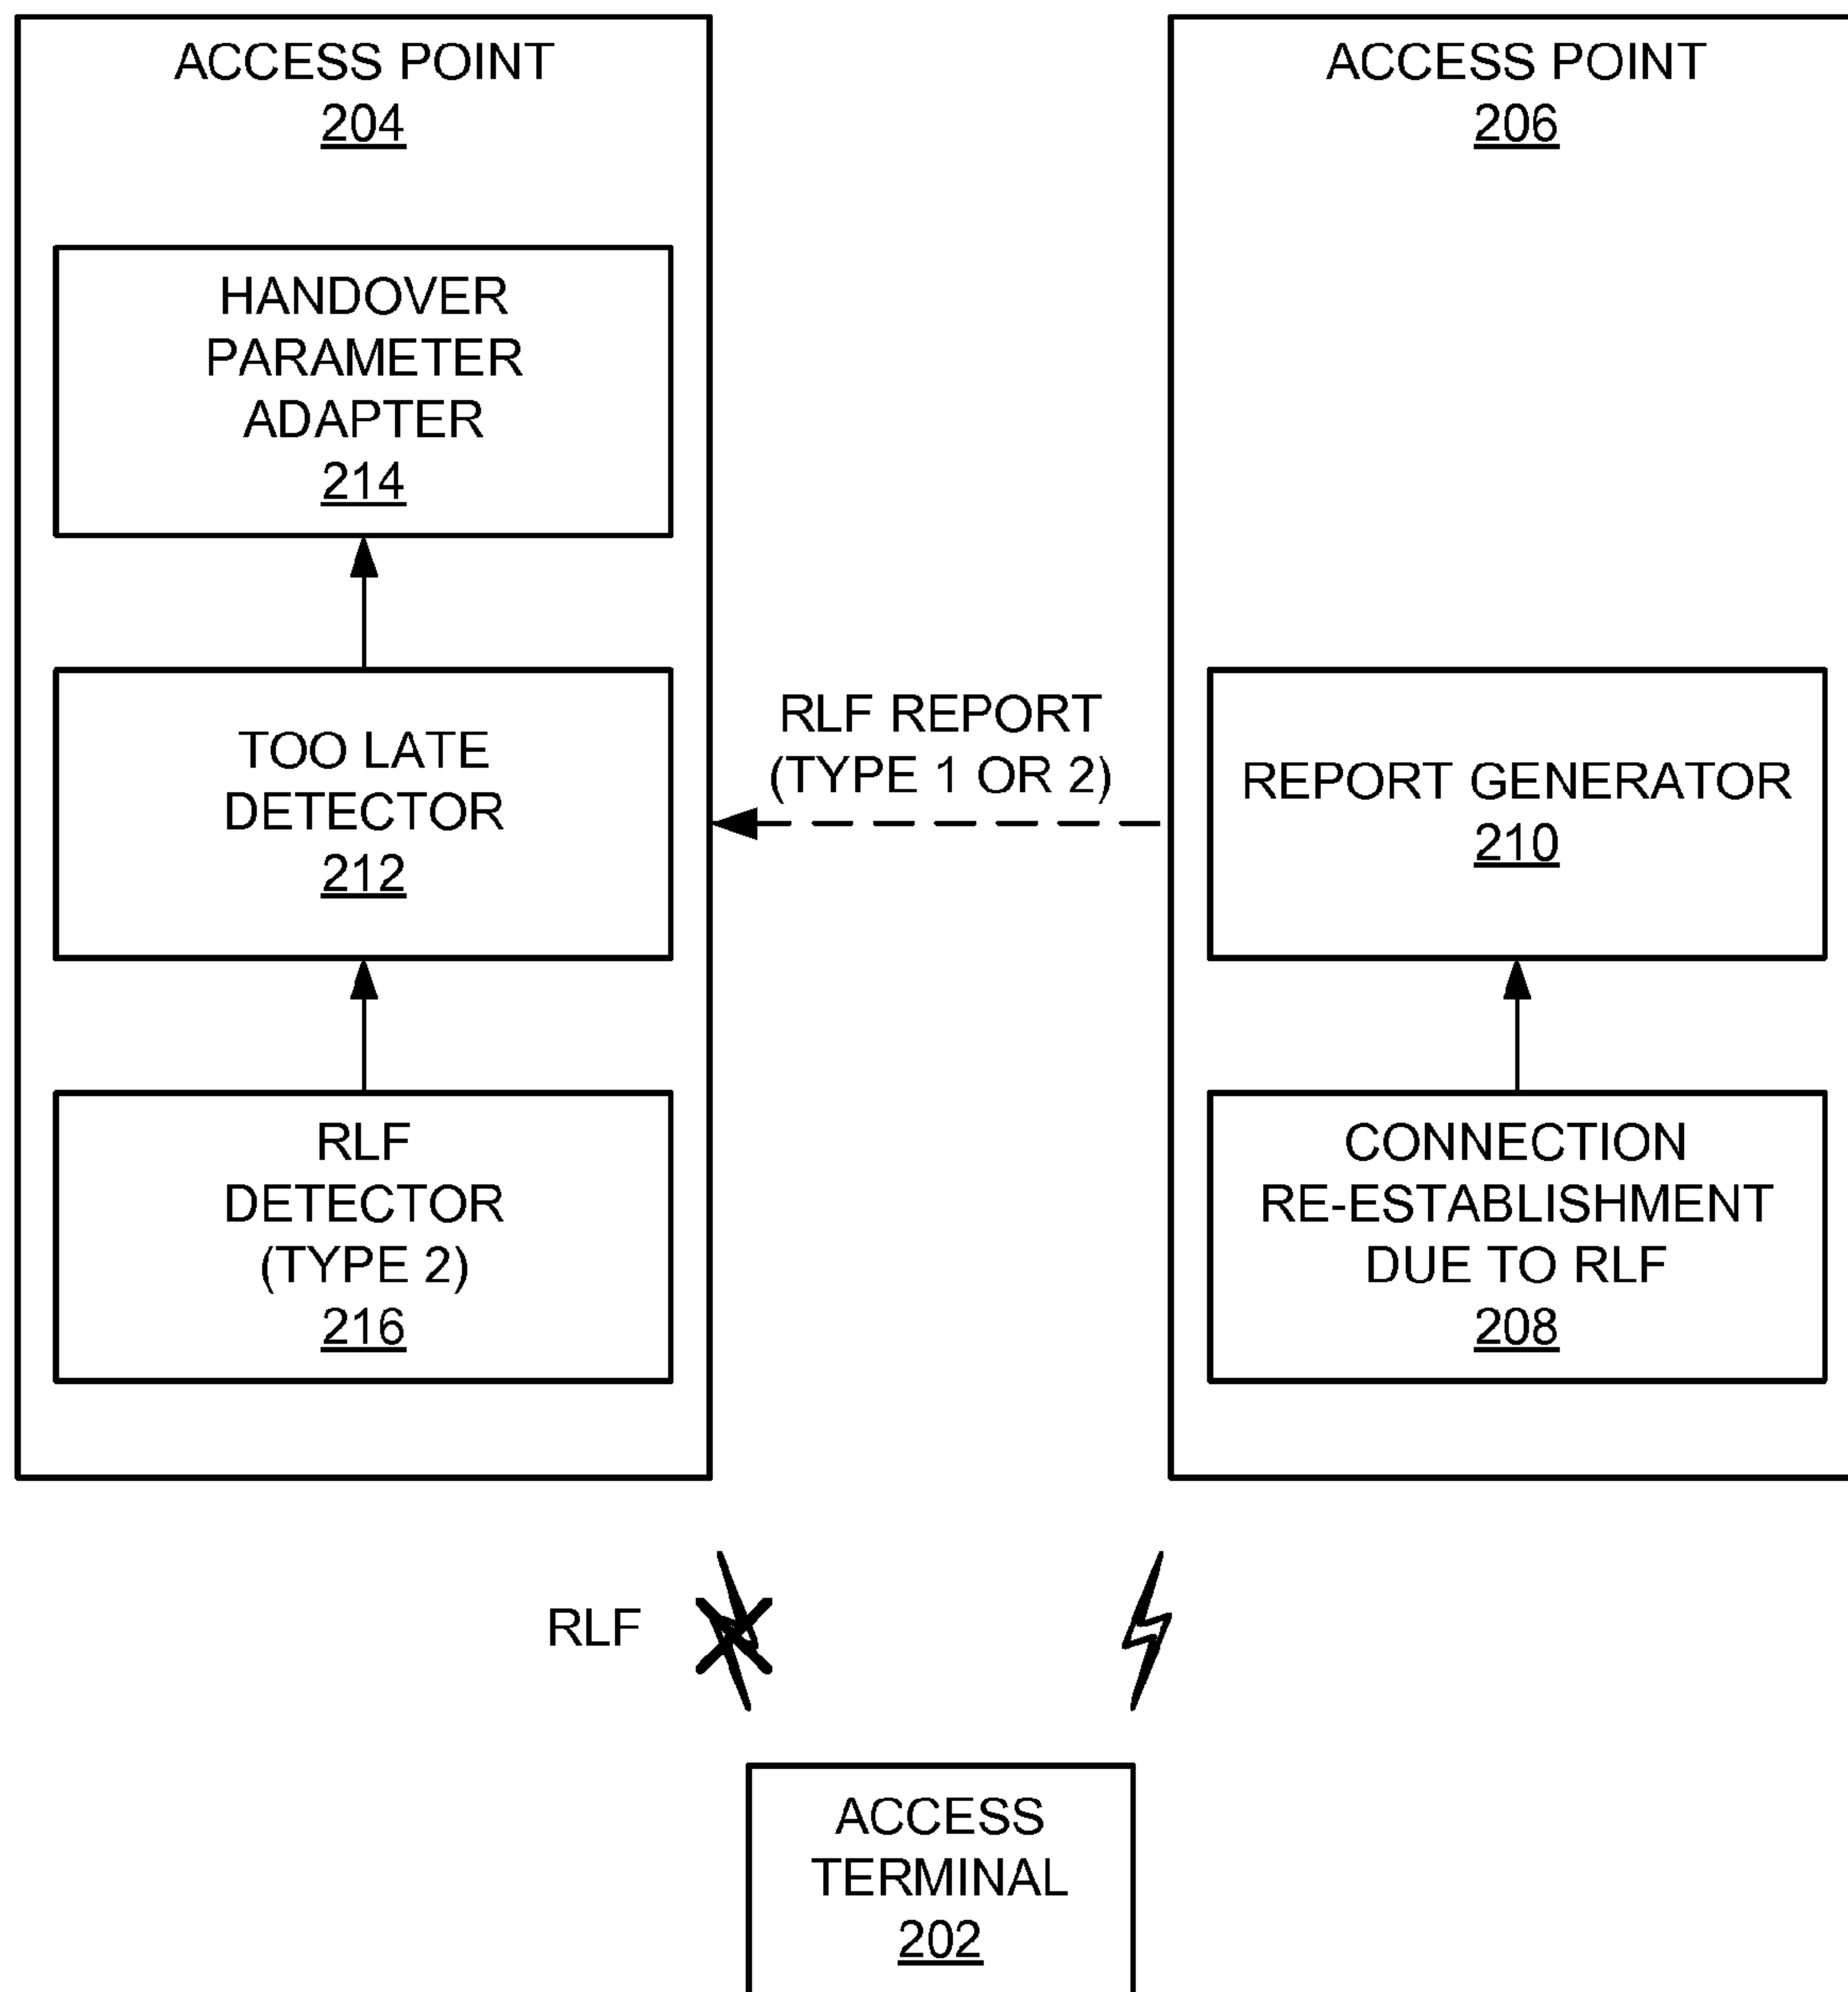 ACCESS POINT
204
HANDOVER
PARAMETER
ADAPTER
214
TOO LATE
DETECTOR
212
RLF
DETECTOR
(TYPE 2)
216
RLF REPORT
(TYPE 1 OR 2)
ACCESS POINT
206
REPORT GENERATOR
210
CONNECTION
RE-ESTABLISHMENT
DUE TO RLF
208
RLF
ACCESS
TERMINAL
202